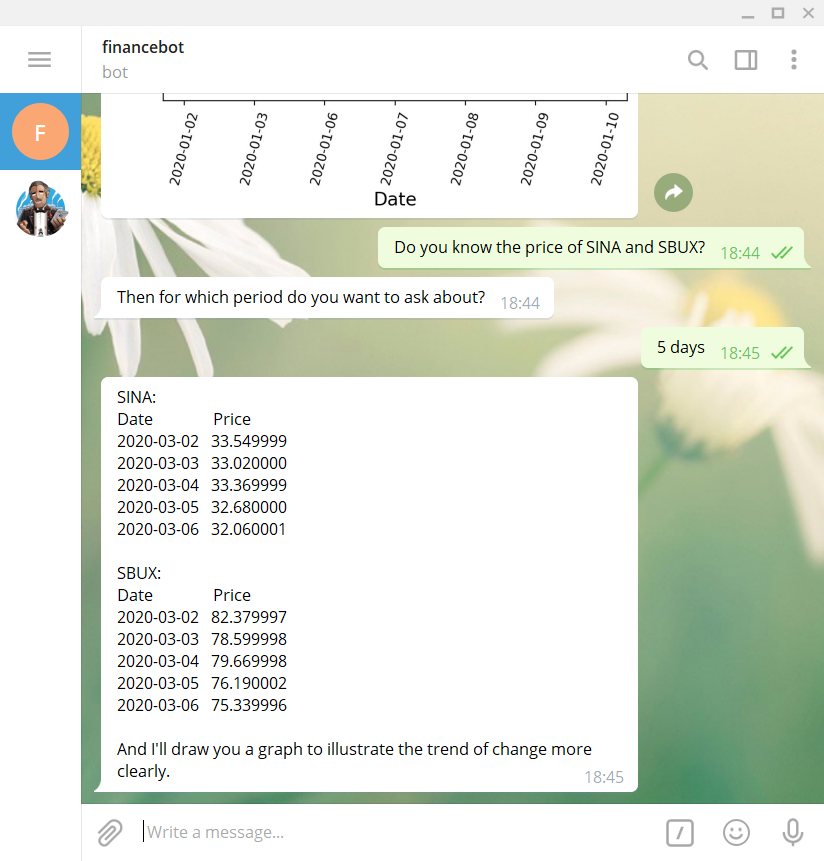 financebot
bot
F
2020-01-02 2020-01-03 2020-01-06 2020-01-07 2020-01-08 2020-01-09 2020-01-10
Date
Do you know the price of SINA and SBUX? 18:44
Then for which period do you want to ask about? 18:44
5 days 18:45
SINA:
Date Price
2020-03-02 33.549999
2020-03-03 33.020000
2020-03-04 33.369999
2020-03-05 32.680000
2020-03-06 32.060001
SBUX:
Date Price
2020-03-02 82.379997
2020-03-03 78.599998
2020-03-04 79.669998
2020-03-05 76.190002
2020-03-06 75.339996
And I'll draw you a graph to illustrate the trend of change more
clearly. 18:45
Write a message...